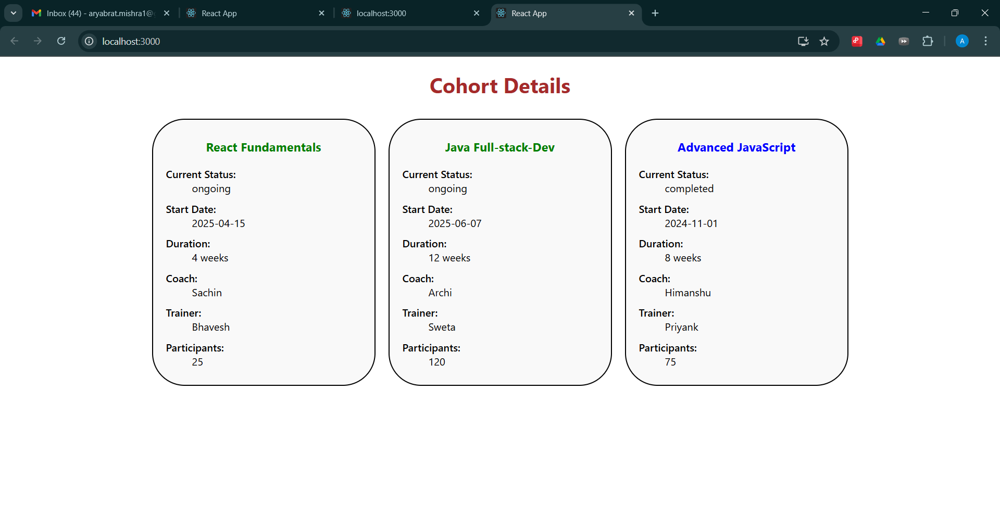 Inbox (44) - aryabrat.mishra1@
React App
localhost:3000
React App
localhost:3000
A
Cohort Details
React Fundamentals
Current Status:
ongoing
Start Date:
2025-04-15
Duration:
4 weeks
Coach:
Sachin
Trainer:
Bhavesh
Participants:
25
Java Full-stack-Dev
Current Status:
ongoing
Start Date:
2025-06-07
Duration:
12 weeks
Coach:
Archi
Trainer:
Sweta
Participants:
120
Advanced JavaScript
Current Status:
completed
Start Date:
2024-11-01
Duration:
8 weeks
Coach:
Himanshu
Trainer:
Priyank
Participants:
75